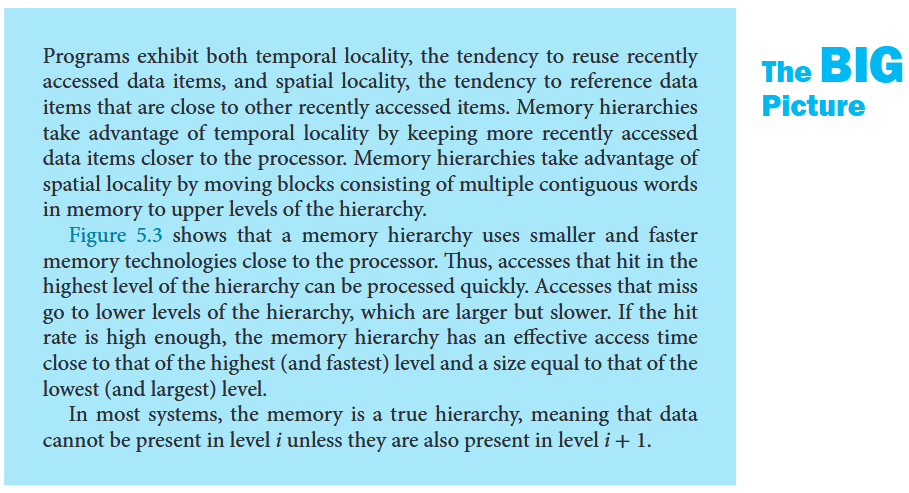 Programs exhibit both temporal locality, the tendency to reuse recently
accessed data items, and spatial locality, the tendency to reference data
items that are close to other recently accessed items. Memory hierarchies
take advantage of temporal locality by keeping more recently accessed
data items closer to the processor. Memory hierarchies take advantage of
spatial locality by moving blocks consisting of multiple contiguous words
in memory to upper levels of the hierarchy.
Figure 5.3 shows that a memory hierarchy uses smaller and faster
memory technologies close to the processor. Thus, accesses that hit in the
highest level of the hierarchy can be processed quickly. Accesses that miss
go to lower levels of the hierarchy, which are larger but slower. If the hit
rate is high enough, the memory hierarchy has an effective access time
close to that of the highest (and fastest) level and a size equal to that of the
lowest (and largest) level.
In most systems, the memory is a true hierarchy, meaning that data
cannot be present in level i unless they are also present in level i + 1.
The BIG
Picture